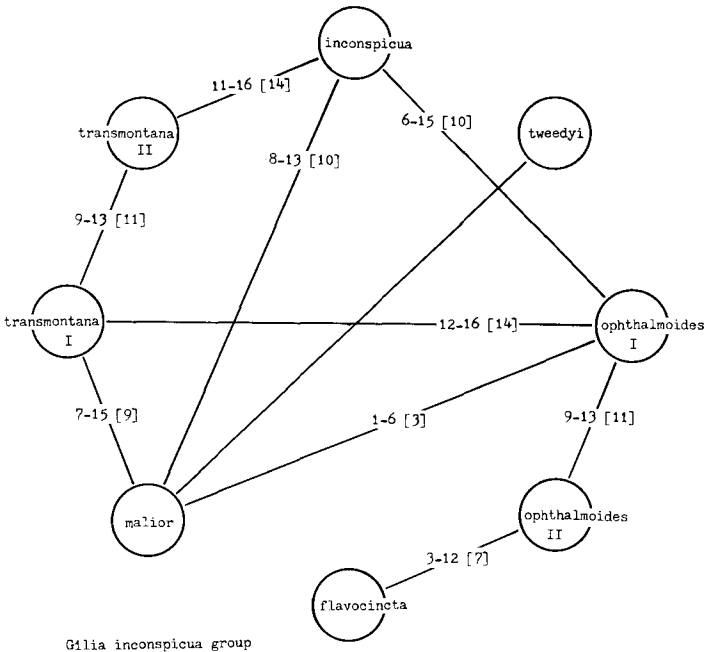 inconspicua
11-16 [14]
6-15 [10]
transmontana
II
tweedyi
8-13 [10]
9-13 [11]
transmontana
I
12-16 [14]
ophthalmoides
I
7-15 [9]
1-6 [3]
9-13 [11]
malior
ophthalmoides
II
3-12 [7]
flavocincta
Gilia inconspicua group